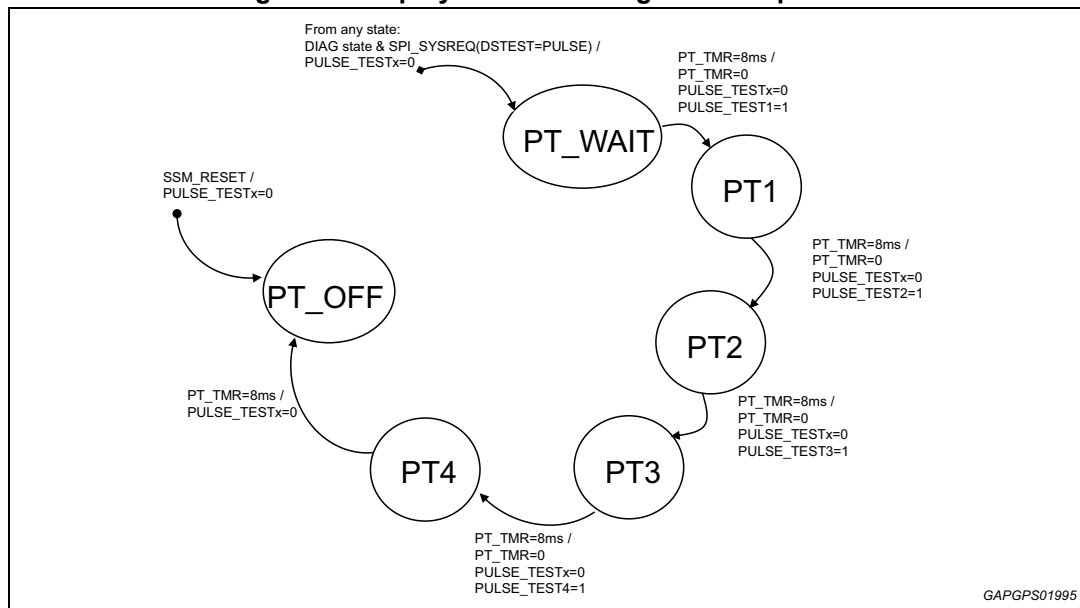 From any state:
DIAG state & SPI_SYSREQ(DSTEST=PULSE) /
PULSE_TESTx=0
PT_TMR=8ms /
PT_TMR=0
PULSE_TESTx=0
PULSE_TEST1=1
PT_WAIT
PT1
SSM_RESET /
PULSE_TESTx=0
PT_TMR=8ms /
PT_TMR=0
PULSE_TESTx=0
PULSE_TEST2=1
PT_OFF
PT2
PT_TMR=8ms /
PULSE_TESTx=0
PT_TMR=8ms /
PT_TMR=0
PULSE_TESTx=0
PULSE_TEST3=1
PT4
PT3
PT_TMR=8ms /
PT_TMR=0
PULSE_TESTx=0
PULSE_TEST4=1
GAPGPS01995